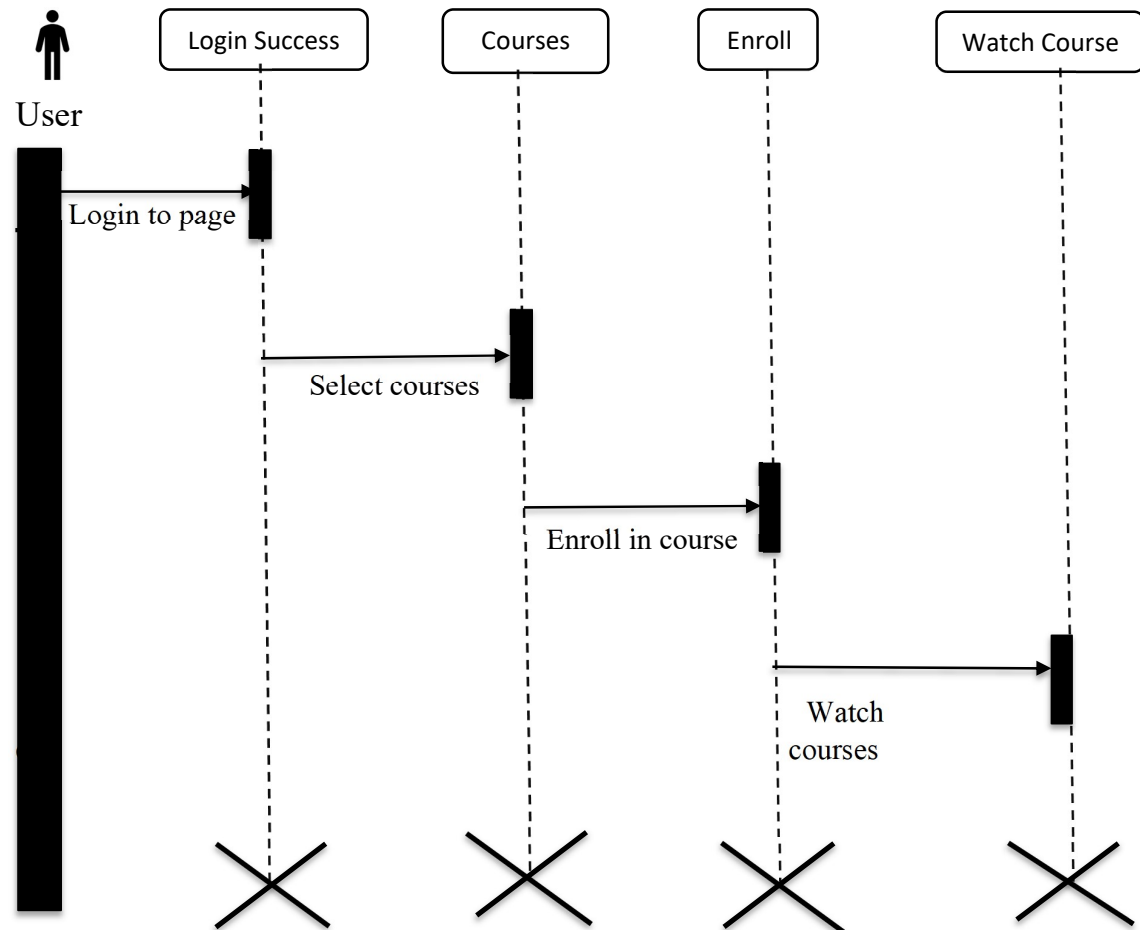 Login Success
Courses
Enroll
Watch Course
User
Login to page
Select courses
Enroll in course
Watch
courses